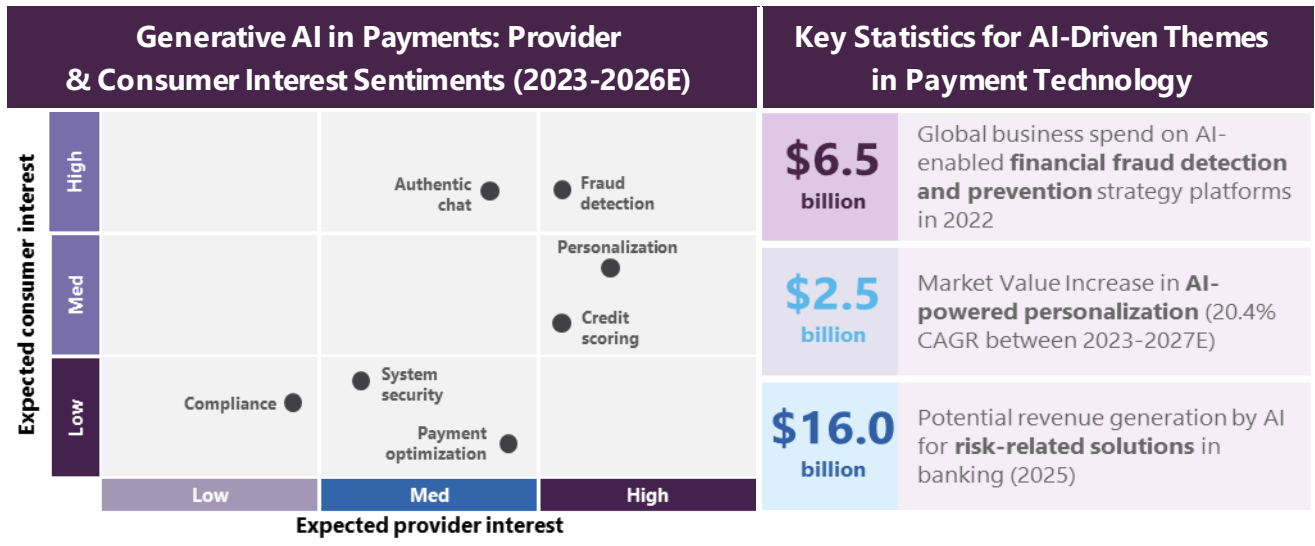 Generative AI in Payments: Provider
& Consumer Interest Sentiments (2023-2026E)
Expected consumer interest
High
Med
Low
Authentic
chat
Fraud
detection
Personalization
Credit
scoring
System
security
Compliance
Payment
optimization
Low
Med
High
Expected provider interest
Key Statistics for AI-Driven Themes
in Payment Technology
$6.5
billion
Global business spend on AI-
enabled financial fraud detection
and prevention strategy platforms
in 2022
$2.5
billion
Market Value Increase in AI-
powered personalization (20.4%
CAGR between 2023-2027E)
$16.0
billion
Potential revenue generation by AI
for risk-related solutions in
banking (2025)